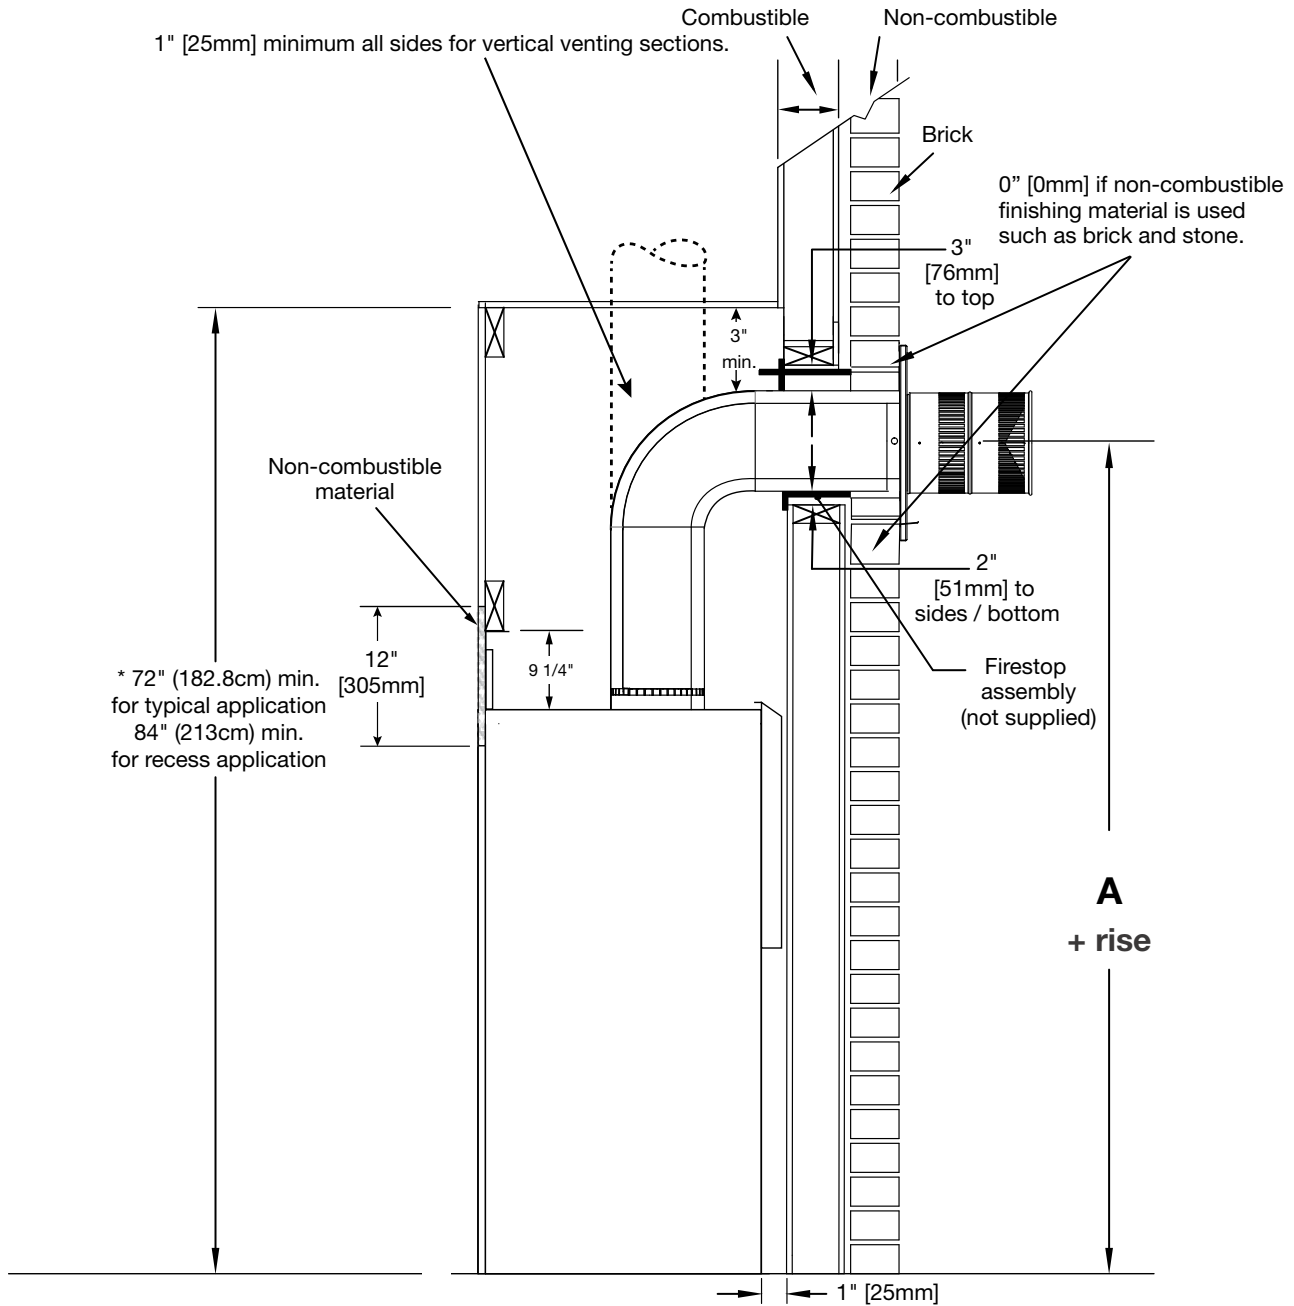 Combustible
Non-combustible
1" [25mm] minimum all sides for vertical venting sections.
Brick
0” [0mm] if non-combustible
finishing material is used
such as brick and stone.
3"
[76mm]
to top
3"
min.
Non-combustible
material
2"
[51mm] to
sides / bottom
12"
[305mm]
9 1/4"
* 72" (182.8cm) min.
for typical application
84" (213cm) min.
for recess application
Firestop
assembly
(not supplied)
A
+ rise
1" [25mm]